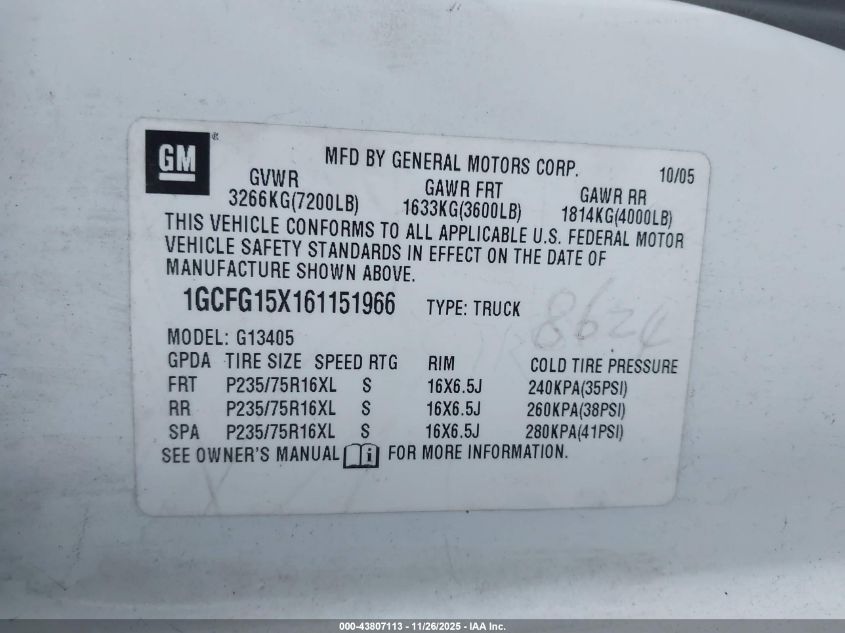 GM
MFD BY GENERAL MOTORS CORP. 10/05
GVWR GAWR FRT GAWR RR
3266KG(7200LB) 1633KG(3600LB) 1814KG(4000LB)
THIS VEHICLE CONFORMS TO ALL APPLICABLE U.S. FEDERAL MOTOR
VEHICLE SAFETY STANDARDS IN EFFECT ON THE DATE OF
MANUFACTURE SHOWN ABOVE.
1GCFG15X161151966 TYPE: TRUCK
MODEL: G13405
GPDA TIRE SIZE SPEED RTG RIM COLD TIRE PRESSURE
FRT P235/75R16XL S 16X6.5J 240KPA(35PSI)
RR P235/75R16XL S 16X6.5J 260KPA(38PSI)
SPA P235/75R16XL S 16X6.5J 280KPA(41PSI)
SEE OWNER'S MANUAL i FOR MORE INFORMATION.
000-43807113 - 11/26/2025 - IAA Inc.